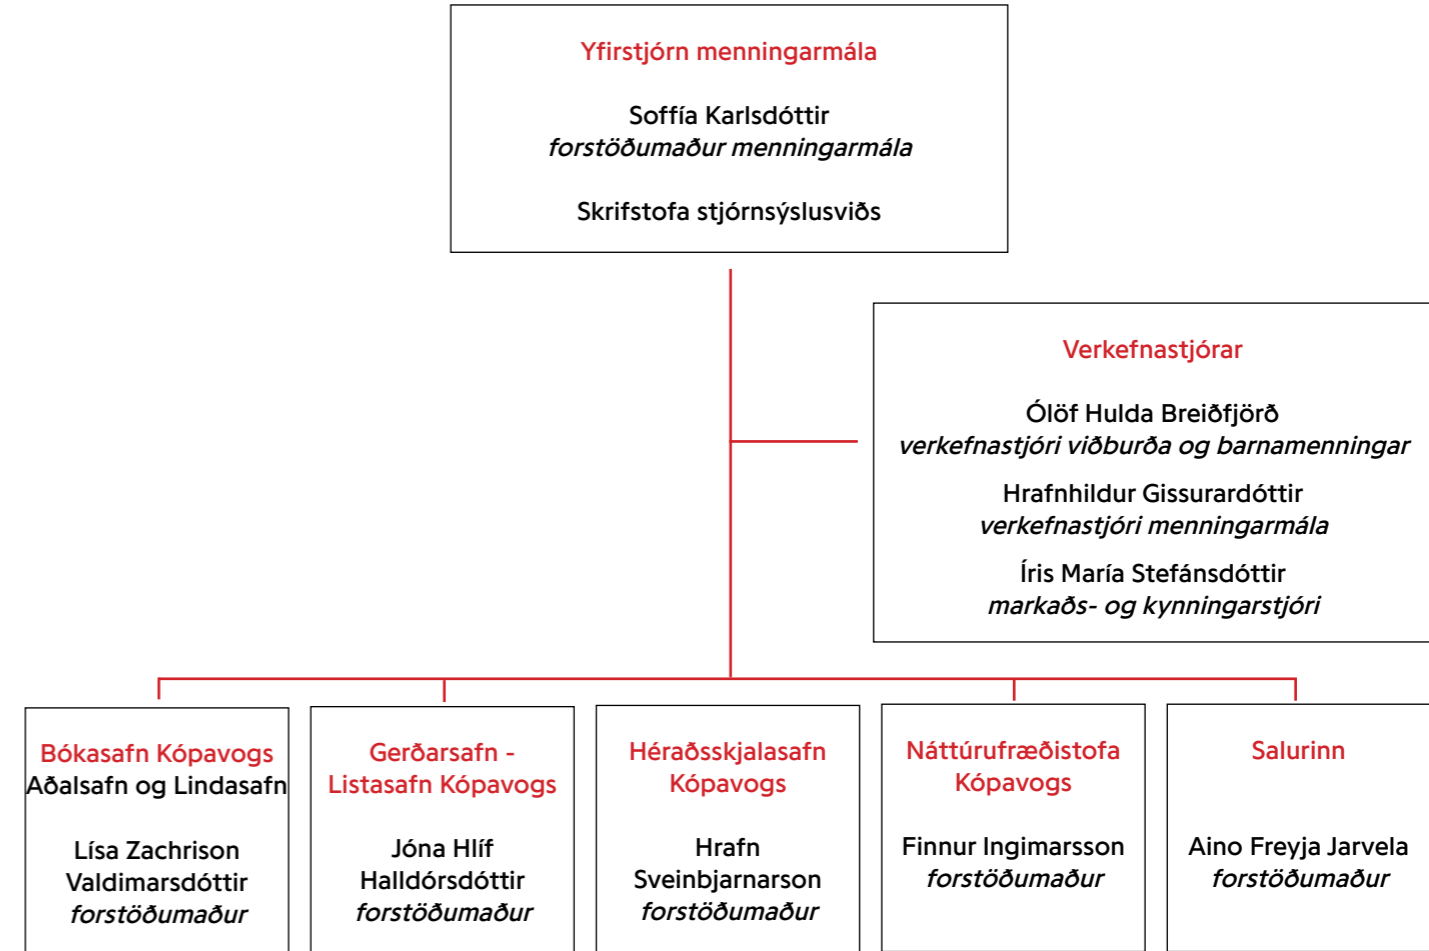 Yfirstjórn menningarmála
Soffía Karlsdóttir
forstöðumaður menningarmála
Skrifstofa stjórnsýslusviðs
Verkefnastjórar
Ólöf Hulda Breiðfjörð
verkefnastjóri viðburða og barnamenningar
Hrafnhildur Gissurardóttir
verkefnastjóri menningarmála
Íris María Stefánsdóttir
markaðs- og kynningarstjóri
Bókasafn Kópavogs
Aðalsafn og Lindasafn
Lísa Zachrison
Valdimarsdóttir
forstöðumaður
Gerðarsafn -
Listasafn Kópavogs
Jóna Hlíf
Halldórsdóttir
forstöðumaður
Héraðsskjalasafn
Kópavogs
Hrafn
Sveinbjarnarson
forstöðumaður
Náttúrufræðistofa
Kópavogs
Finnur Ingimarsson
forstöðumaður
Salurinn
Aino Freyja Jarvela
forstöðumaður